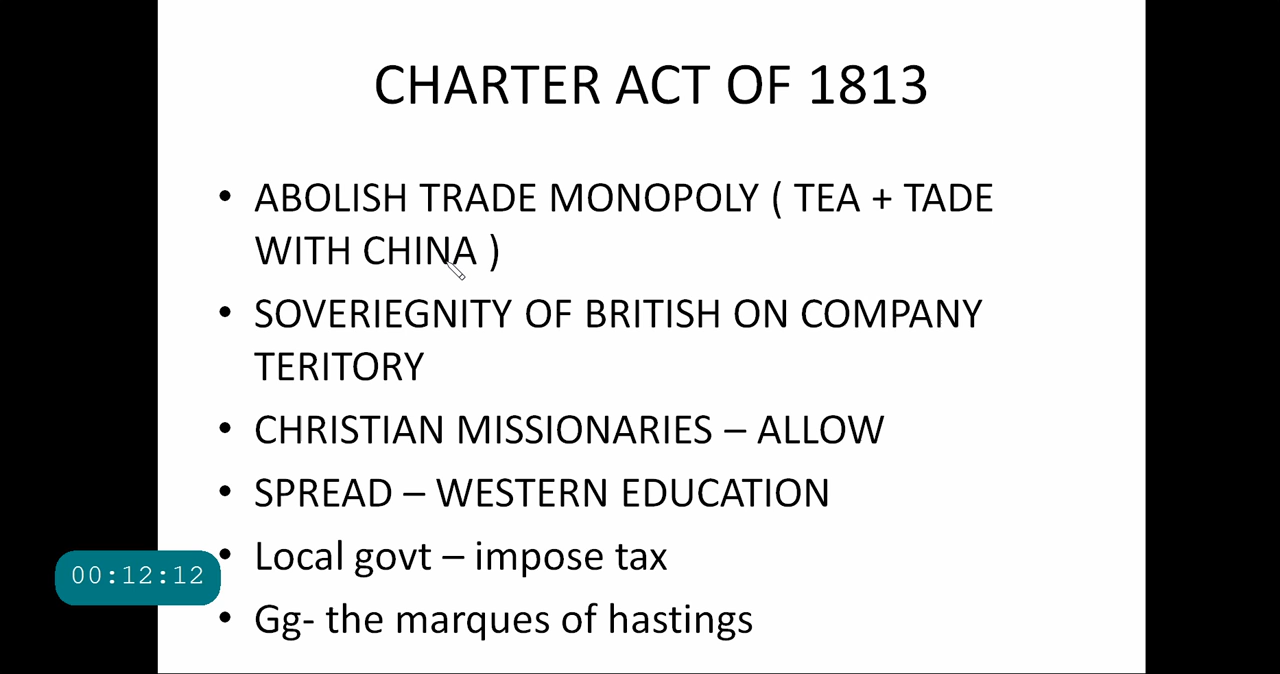 CHARTER ACT OF 1813
• ABOLISH TRADE MONOPOLY ( TEA + TADE
WITH CHINA )
• SOVERIEGNITY OF BRITISH ON COMPANY
TERITORY
• CHRISTIAN MISSIONARIES – ALLOW
• SPREAD – WESTERN EDUCATION
• Local govt – impose tax
00:12:12
• Gg- the marques of hastings